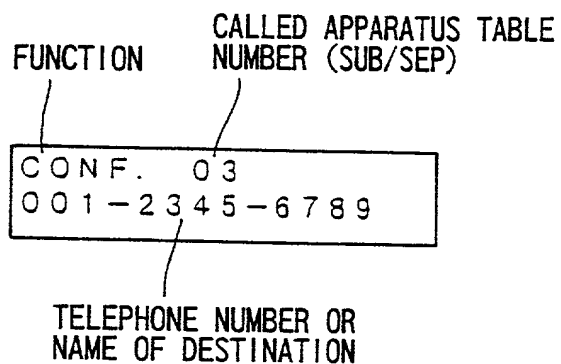 CALLED APPARATUS TABLE
FUNCTION NUMBER (SUB/SEP)
CONF. 03
001-2345-6789
TELEPHONE NUMBER OR
NAME OF DESTINATION